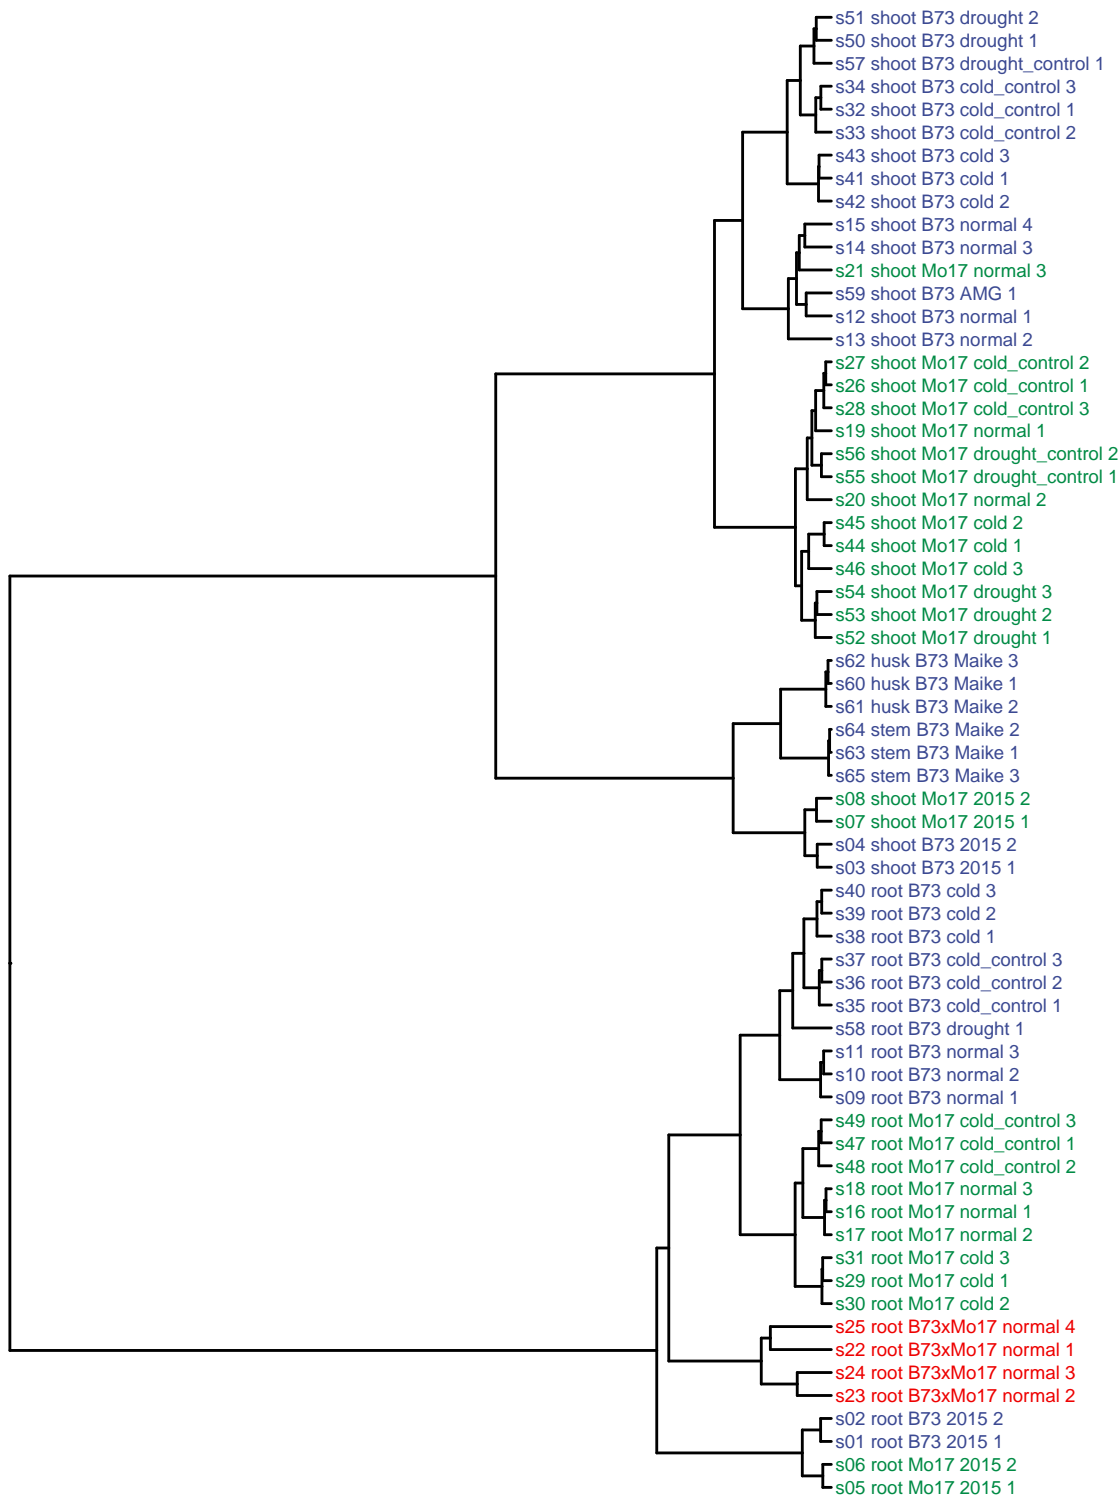 s51 shoot B73 drought 2
s50 shoot B73 drought 1
s57 shoot B73 drought_control 1
s34 shoot B73 cold_control 3
s32 shoot B73 cold_control 1
s33 shoot B73 cold_control 2
s43 shoot B73 cold 3
s41 shoot B73 cold 1
s42 shoot B73 cold 2
s15 shoot B73 normal 4
s14 shoot B73 normal 3
s21 shoot Mo17 normal 3
s59 shoot B73 AMG 1
s12 shoot B73 normal 1
s13 shoot B73 normal 2
s27 shoot Mo17 cold_control 2
s26 shoot Mo17 cold_control 1
s28 shoot Mo17 cold_control 3
s19 shoot Mo17 normal 1
s56 shoot Mo17 drought_control 2
s55 shoot Mo17 drought_control 1
s20 shoot Mo17 normal 2
s45 shoot Mo17 cold 2
s44 shoot Mo17 cold 1
s46 shoot Mo17 cold 3
s54 shoot Mo17 drought 3
s53 shoot Mo17 drought 2
s52 shoot Mo17 drought 1
s62 husk B73 Maike 3
s60 husk B73 Maike 1
s61 husk B73 Maike 2
s64 stem B73 Maike 2
s63 stem B73 Maike 1
s65 stem B73 Maike 3
s08 shoot Mo17 2015 2
s07 shoot Mo17 2015 1
s04 shoot B73 2015 2
s03 shoot B73 2015 1
s40 root B73 cold 3
s39 root B73 cold 2
s38 root B73 cold 1
s37 root B73 cold_control 3
s36 root B73 cold_control 2
s35 root B73 cold_control 1
s58 root B73 drought 1
s11 root B73 normal 3
s10 root B73 normal 2
s09 root B73 normal 1
s49 root Mo17 cold_control 3
s47 root Mo17 cold_control 1
s48 root Mo17 cold_control 2
s18 root Mo17 normal 3
s16 root Mo17 normal 1
s17 root Mo17 normal 2
s31 root Mo17 cold 3
s29 root Mo17 cold 1
s30 root Mo17 cold 2
s25 root B73xMo17 normal 4
s22 root B73xMo17 normal 1
s24 root B73xMo17 normal 3
s23 root B73xMo17 normal 2
s02 root B73 2015 2
s01 root B73 2015 1
s06 root Mo17 2015 2
s05 root Mo17 2015 1